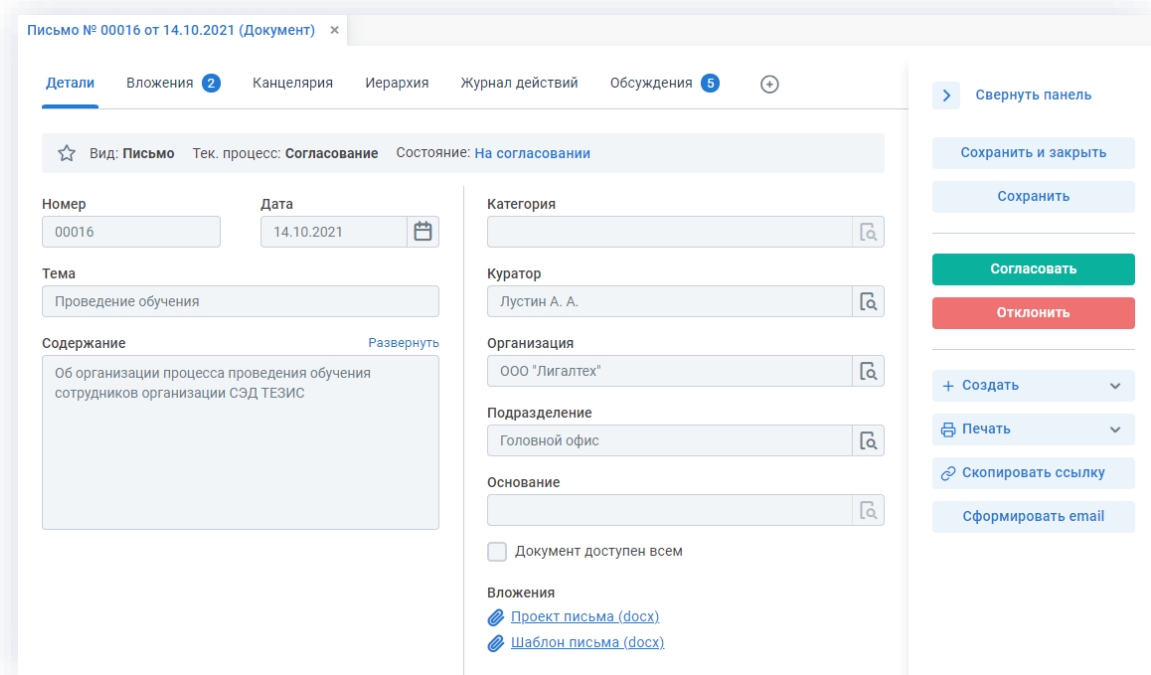 Письмо № 00016 от 14.10.2021 (Документ) ×
Детали Вложения 2 Канцелярия Иерархия Журнал действий Обсуждения 5
Вид: Письмо Тек. процесс: Согласование Состояние: На согласовании
Номер Дата
00016 14.10.2021
Тема
Проведение обучения
Содержание Развернуть
Об организации процесса проведения обучения
сотрудников организации СЭД ТЕЗИС
Категория
Куратор
Лустин А. А.
Организация
ООО "Лигалтех"
Подразделение
Головной офис
Основание
Документ доступен всем
Вложения
Проект письма (docx)
Шаблон письма (docx)
Свернуть панель
Сохранить и закрыть
Сохранить
Согласовать
Отклонить
+ Создать
Печать
Скопировать ссылку
Сформировать email